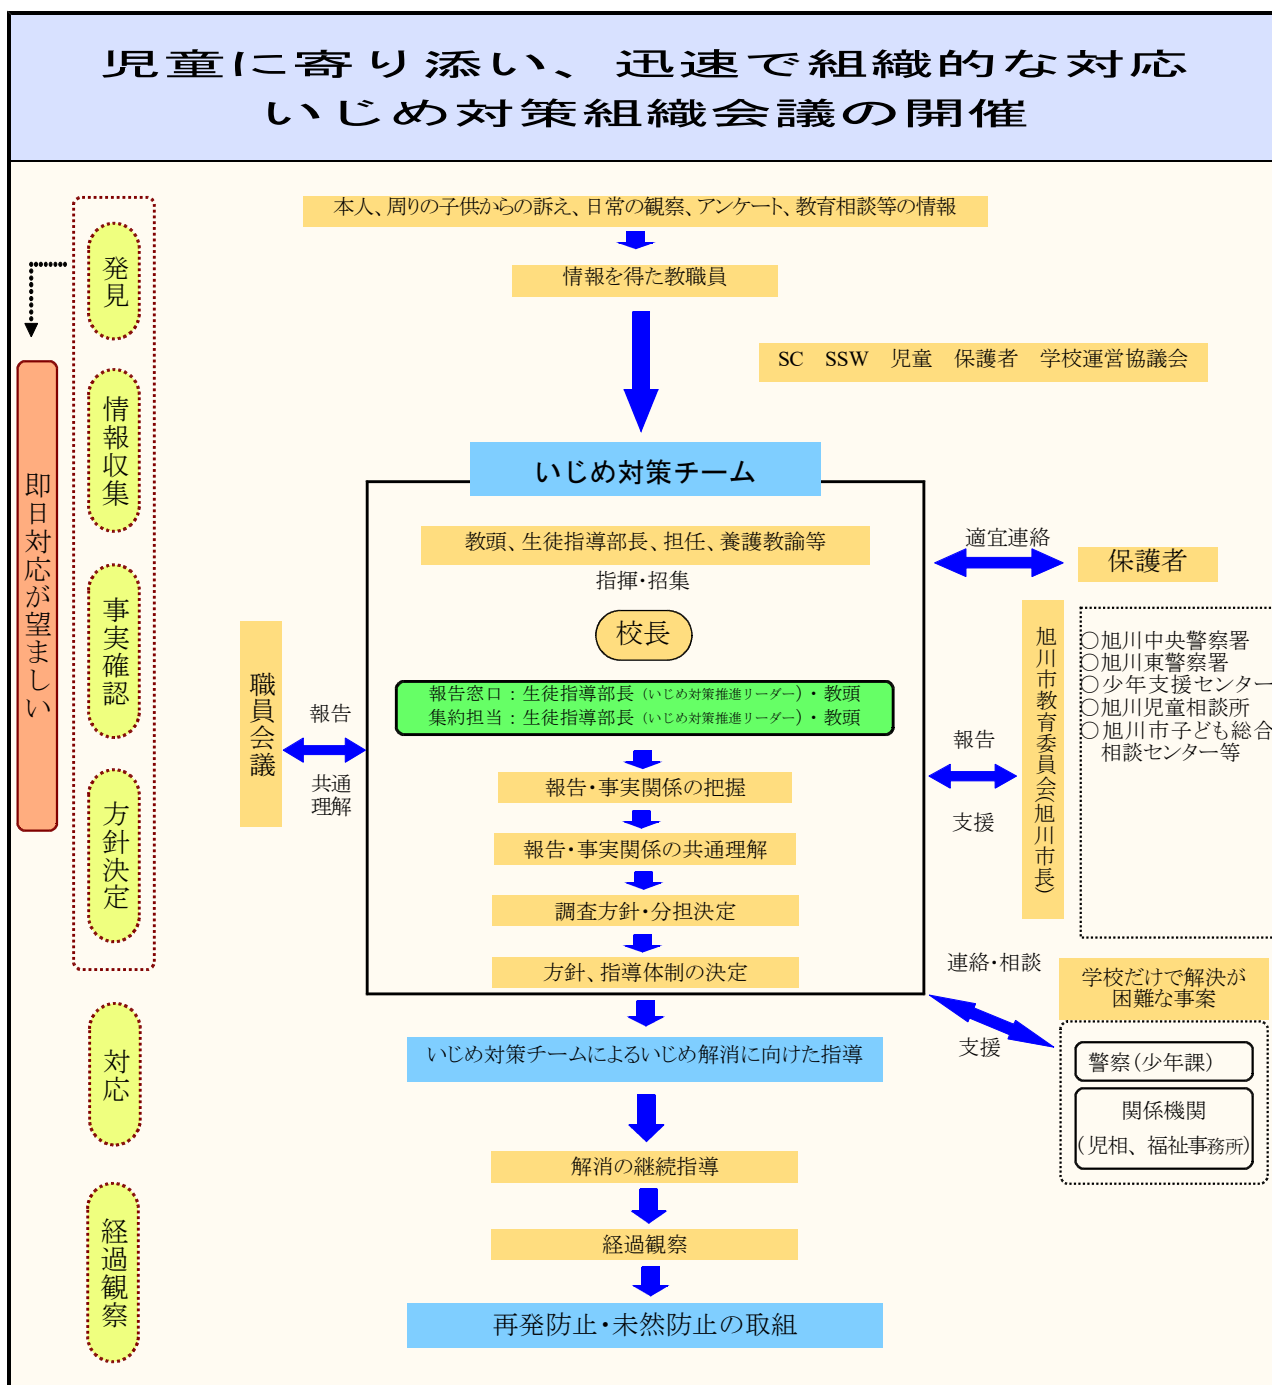 児童に寄り添い、迅速で組織的な対応
いじめ対策組織会議の開催
本人、周りの子供からの訴え、日常の観察、アンケート、教育相談等の情報
情報を得た教職員
SC　SSW　児童　保護者　学校運営協議会
発見
情報収集
事実確認
方針決定
対応
経過観察
即日対応が望ましい
いじめ対策チーム
教頭、生徒指導部長、担任、養護教諭等
指揮・招集
校長
報告窓口：生徒指導部長（いじめ対策推進リーダー）・教頭
集約担当：生徒指導部長（いじめ対策推進リーダー）・教頭
報告・事実関係の把握
報告・事実関係の共通理解
調査方針・分担決定
方針、指導体制の決定
職員会議
報告
共通
理解
適宜連絡
保護者
報告
支援
旭川市教育委員会(旭川市長)
○旭川中央警察署
○旭川東警察署
○少年支援センター
○旭川児童相談所
○旭川市子ども総合
相談センター等
連絡・相談
支援
学校だけで解決が
困難な事案
警察(少年課)
関係機関
(児相、福祉事務所)
いじめ対策チームによるいじめ解消に向けた指導
解消の継続指導
経過観察
再発防止・未然防止の取組